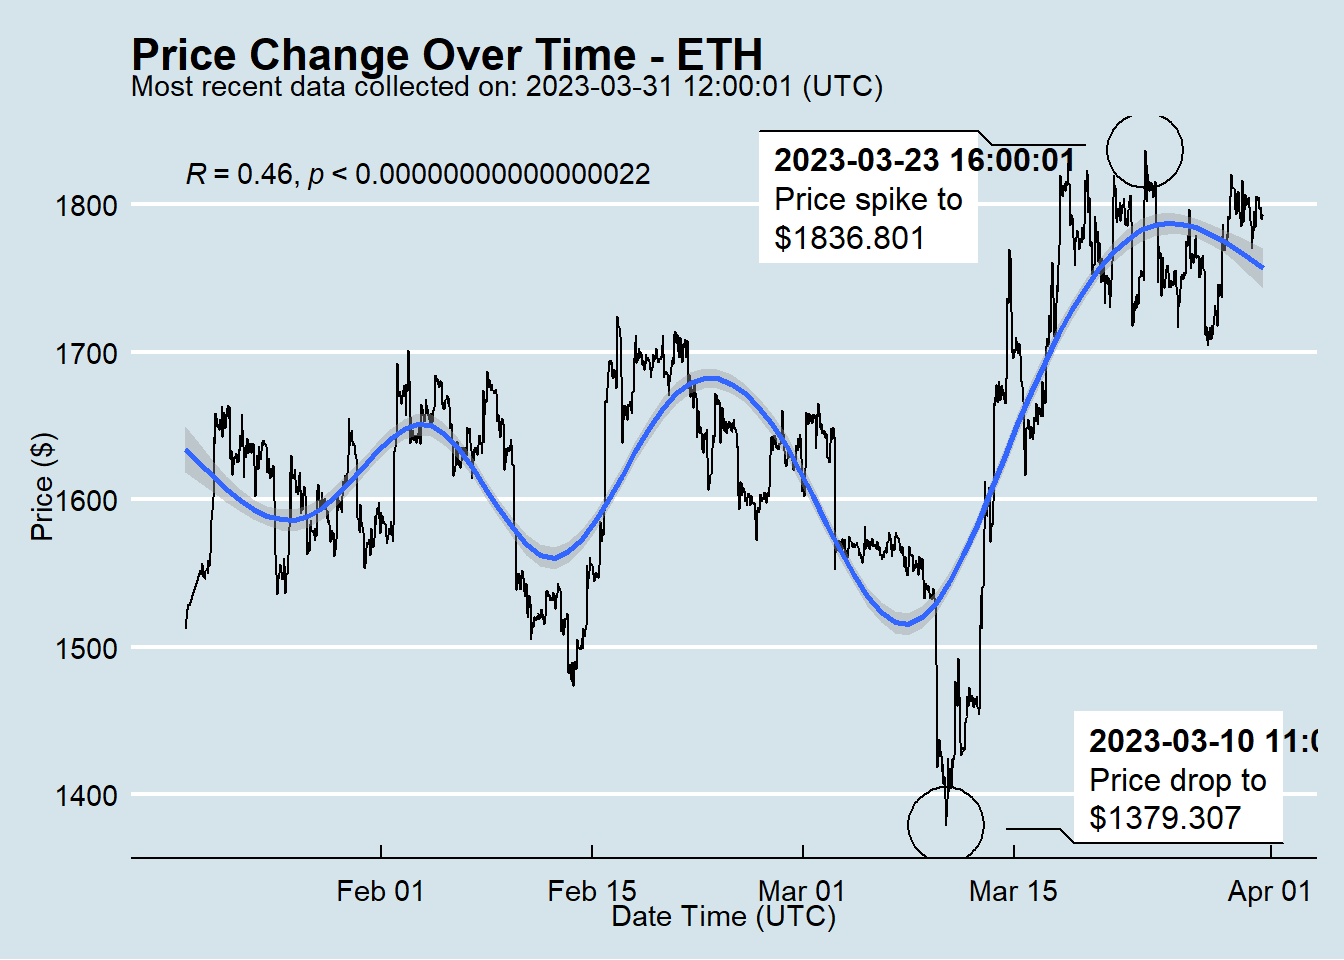 Price Change Over Time - ETH
Most recent data collected on: 2023-03-31 12:00:01 (UTC)
R = 0.46, p < 0.00000000000000022
2023-03-23 16:00:01
Price spike to
$1836.801
1800
1700
1600
1500
1400
Price ($)
2023-03-10 11:0
Price drop to
$1379.307
Feb 01
Feb 15
Mar 01
Mar 15
Apr 01
Date Time (UTC)